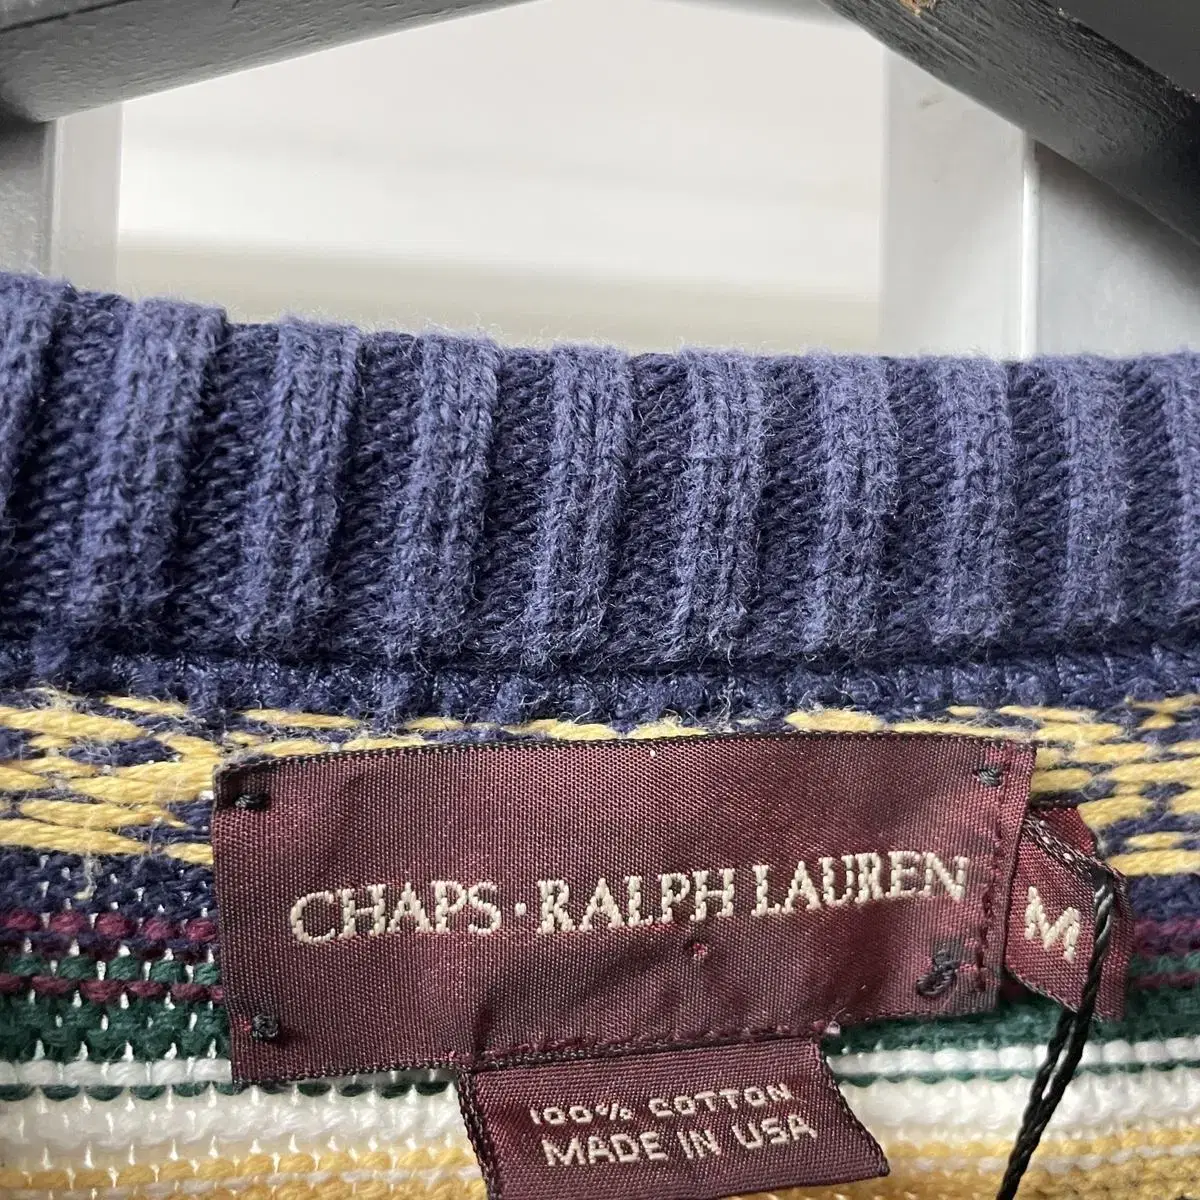 CHAPS · RALPH LAUREN
M
100% COTTON
MADE IN USA